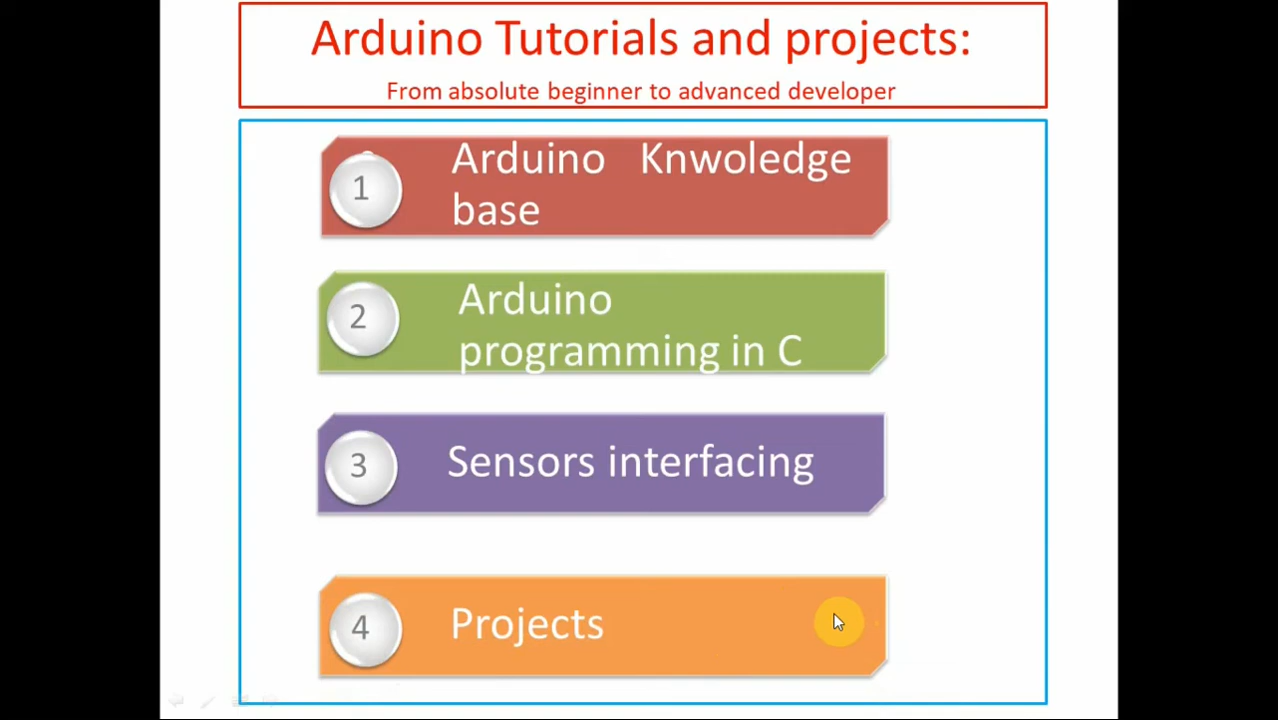 Arduino Tutorials and projects:
From absolute beginner to advanced developer
1
Arduino Knwoledge
base
2
Arduino
programming in C
3
Sensors interfacing
4
Projects